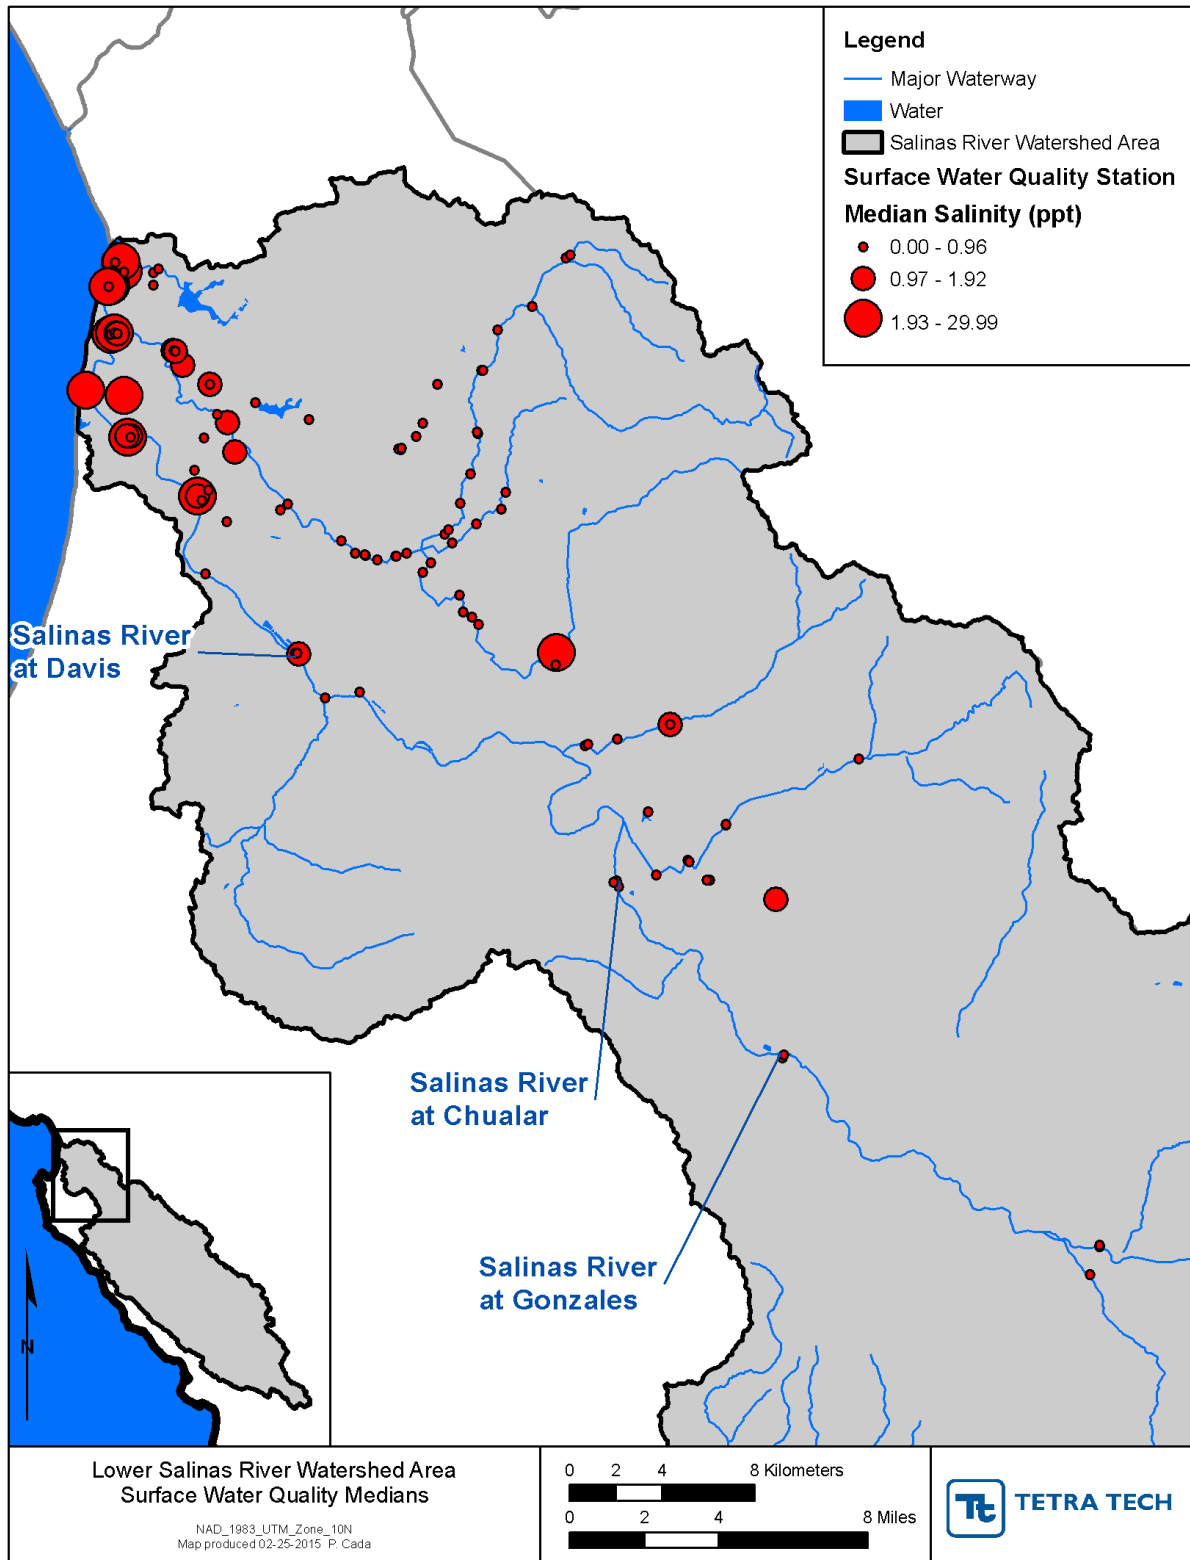 Legend
Major Waterway
Water
Salinas River Watershed Area
Surface Water Quality Station
Median Salinity (ppt)
0.00 - 0.96
0.97 - 1.92
1.93 - 29.99
Salinas River
at Davis
Salinas River
at Chualar
Salinas River
at Gonzales
N
Lower Salinas River Watershed Area
Surface Water Quality Medians
NAD_1983_UTM_Zone_10N
Map produced 02-25-2015 P. Cada
0 2 4 8 Kilometers
0 2 4 8 Miles
Tt TETRA TECH